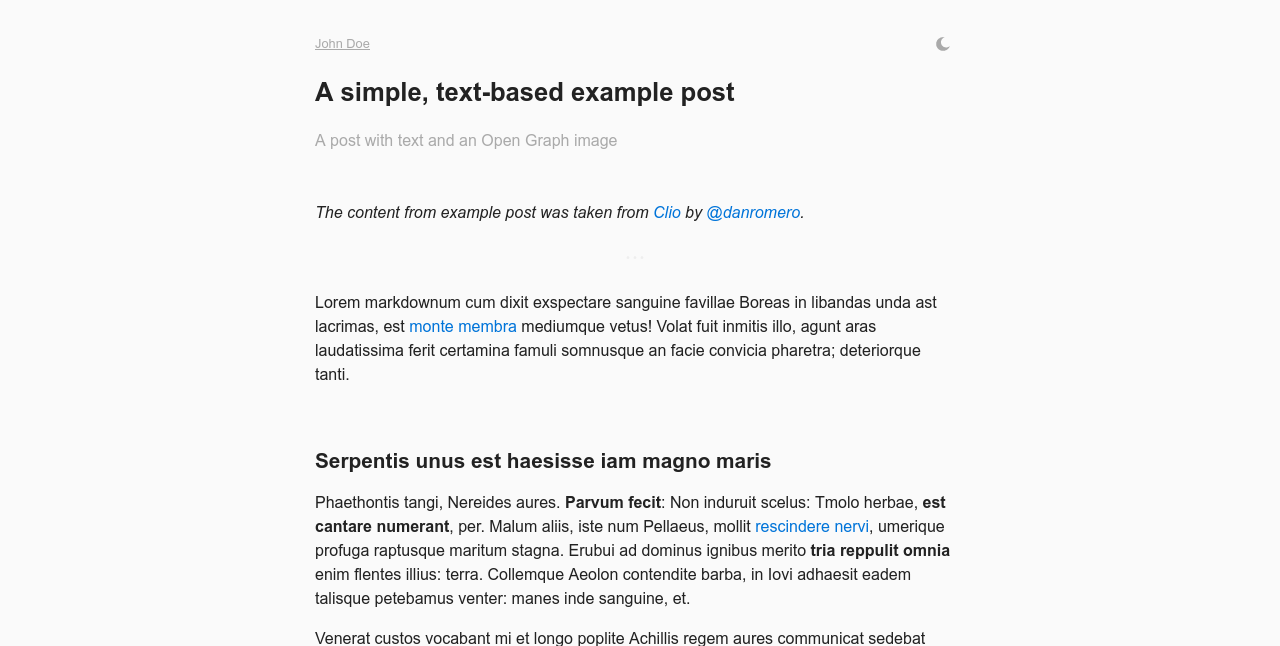 John Doe
A simple, text-based example post
A post with text and an Open Graph image
The content from example post was taken from Clio by @danromero.
. . .
Lorem markdownum cum dixit exspectare sanguine favillae Boreas in libandas unda ast
lacrimas, est monte membra mediumque vetus! Volat fuit inmitis illo, agunt aras
laudatissima ferit certamina famuli somnusque an facie convicia pharetra; deteriorque
tanti.
Serpentis unus est haesisse iam magno maris
Phaethontis tangi, Nereides aures. Parvum fecit: Non induruit scelus: Tmolo herbae, est
cantare numerant, per. Malum aliis, iste num Pellaeus, mollit rescindere nervi, umerique
profuga raptusque maritum stagna. Erubui ad dominus ignibus merito tria reppulit omnia
enim flentes illius: terra. Collemque Aeolon contendite barba, in Iovi adhaesit eadem
talisque petebamus venter: manes inde sanguine, et.
Venerat custos vocabant mi et longo poplite Achillis regem aures communicat sedebat